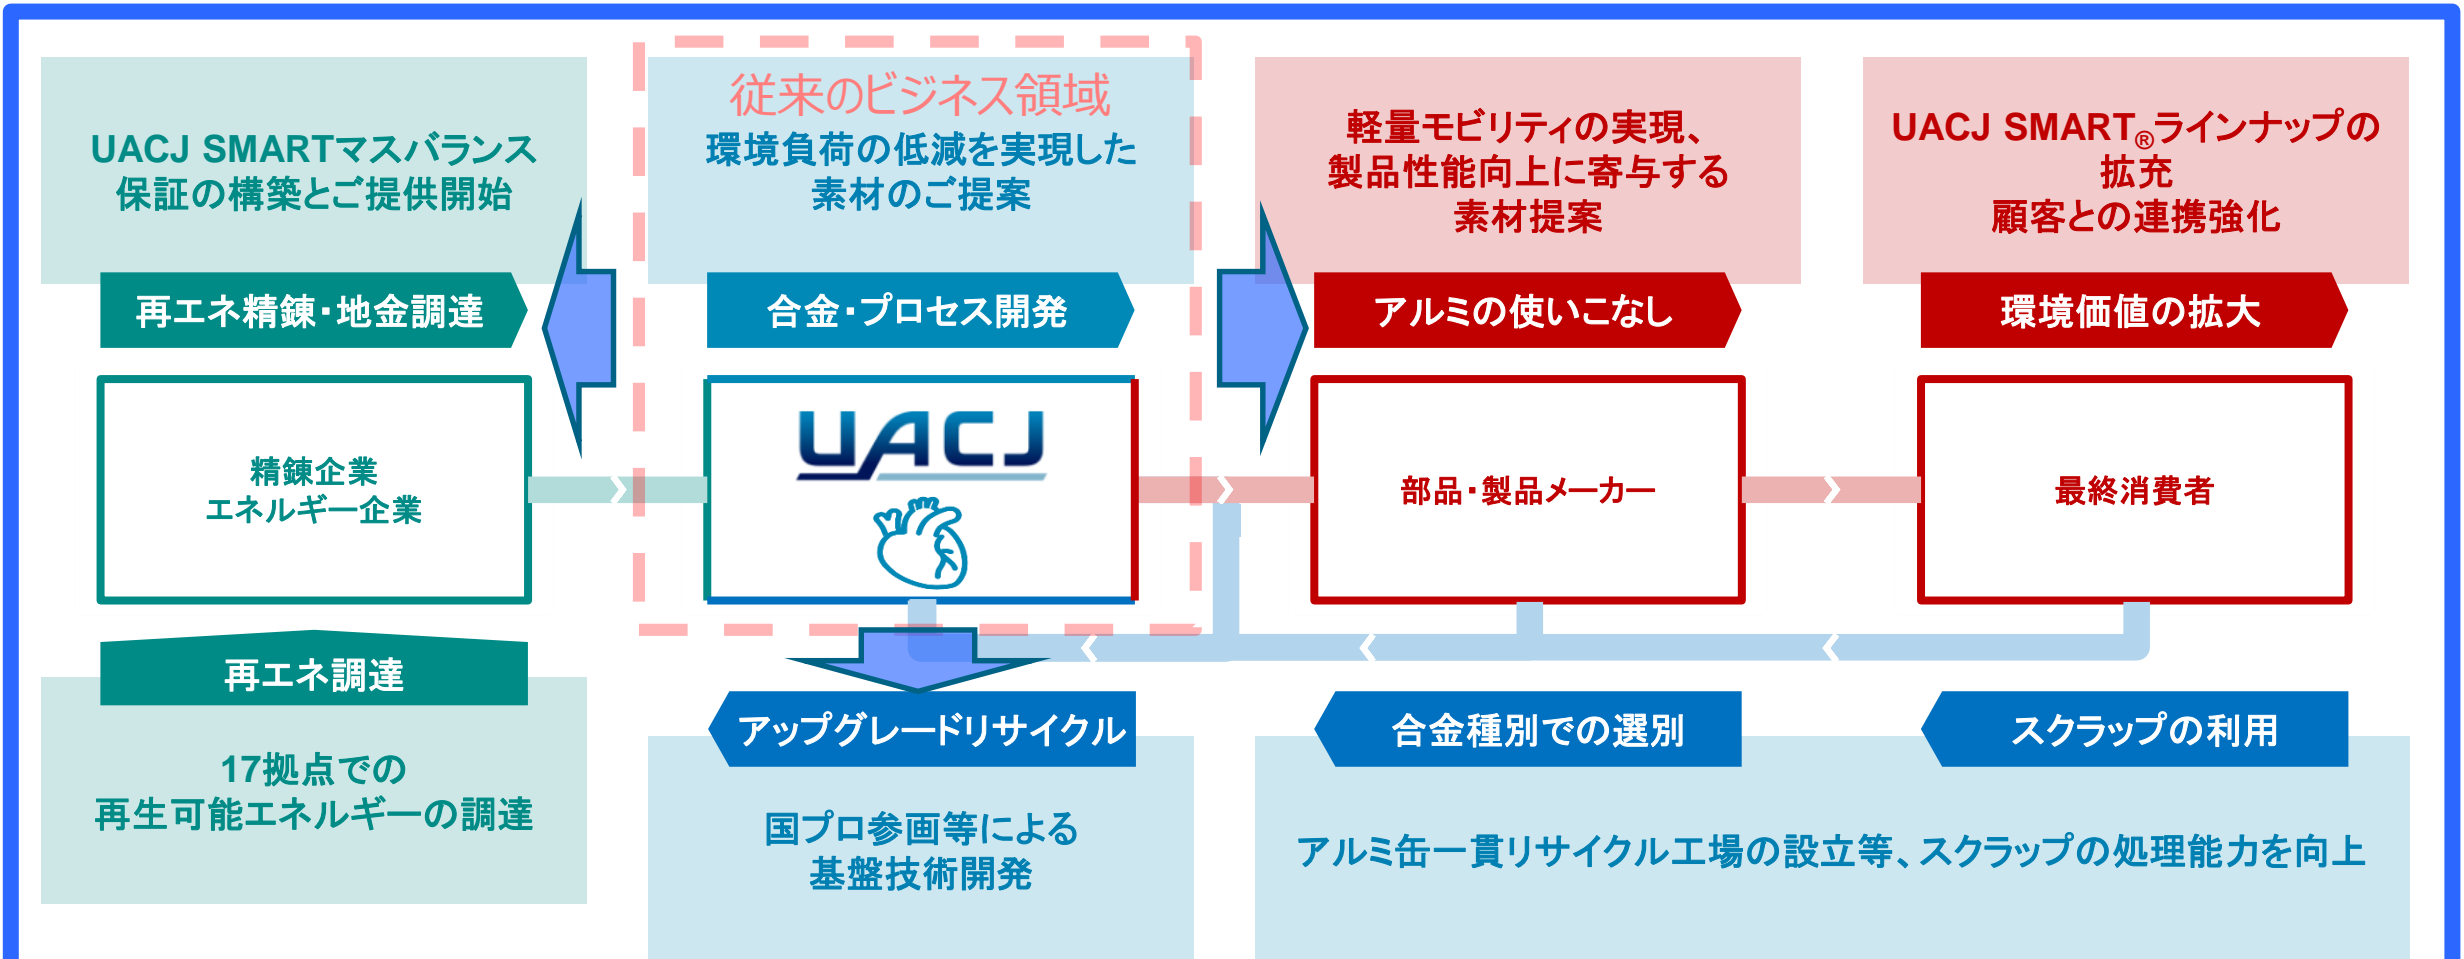 UACJ SMARTマスバランス
保証の構築とご提供開始
従来のビジネス領域
環境負荷の低減を実現した
素材のご提案
軽量モビリティの実現、
製品性能向上に寄与する
素材提案
UACJ SMART®ラインナップの
拡充
顧客との連携強化
再エネ精錬・地金調達
合金・プロセス開発
アルミの使いこなし
環境価値の拡大
精錬企業
エネルギー企業
UACJ
部品・製品メーカー
最終消費者
再エネ調達
17拠点での
再生可能エネルギーの調達
アップグレードリサイクル
国プロ参画等による
基盤技術開発
合金種別での選別
スクラップの利用
アルミ缶一貫リサイクル工場の設立等、スクラップの処理能力を向上